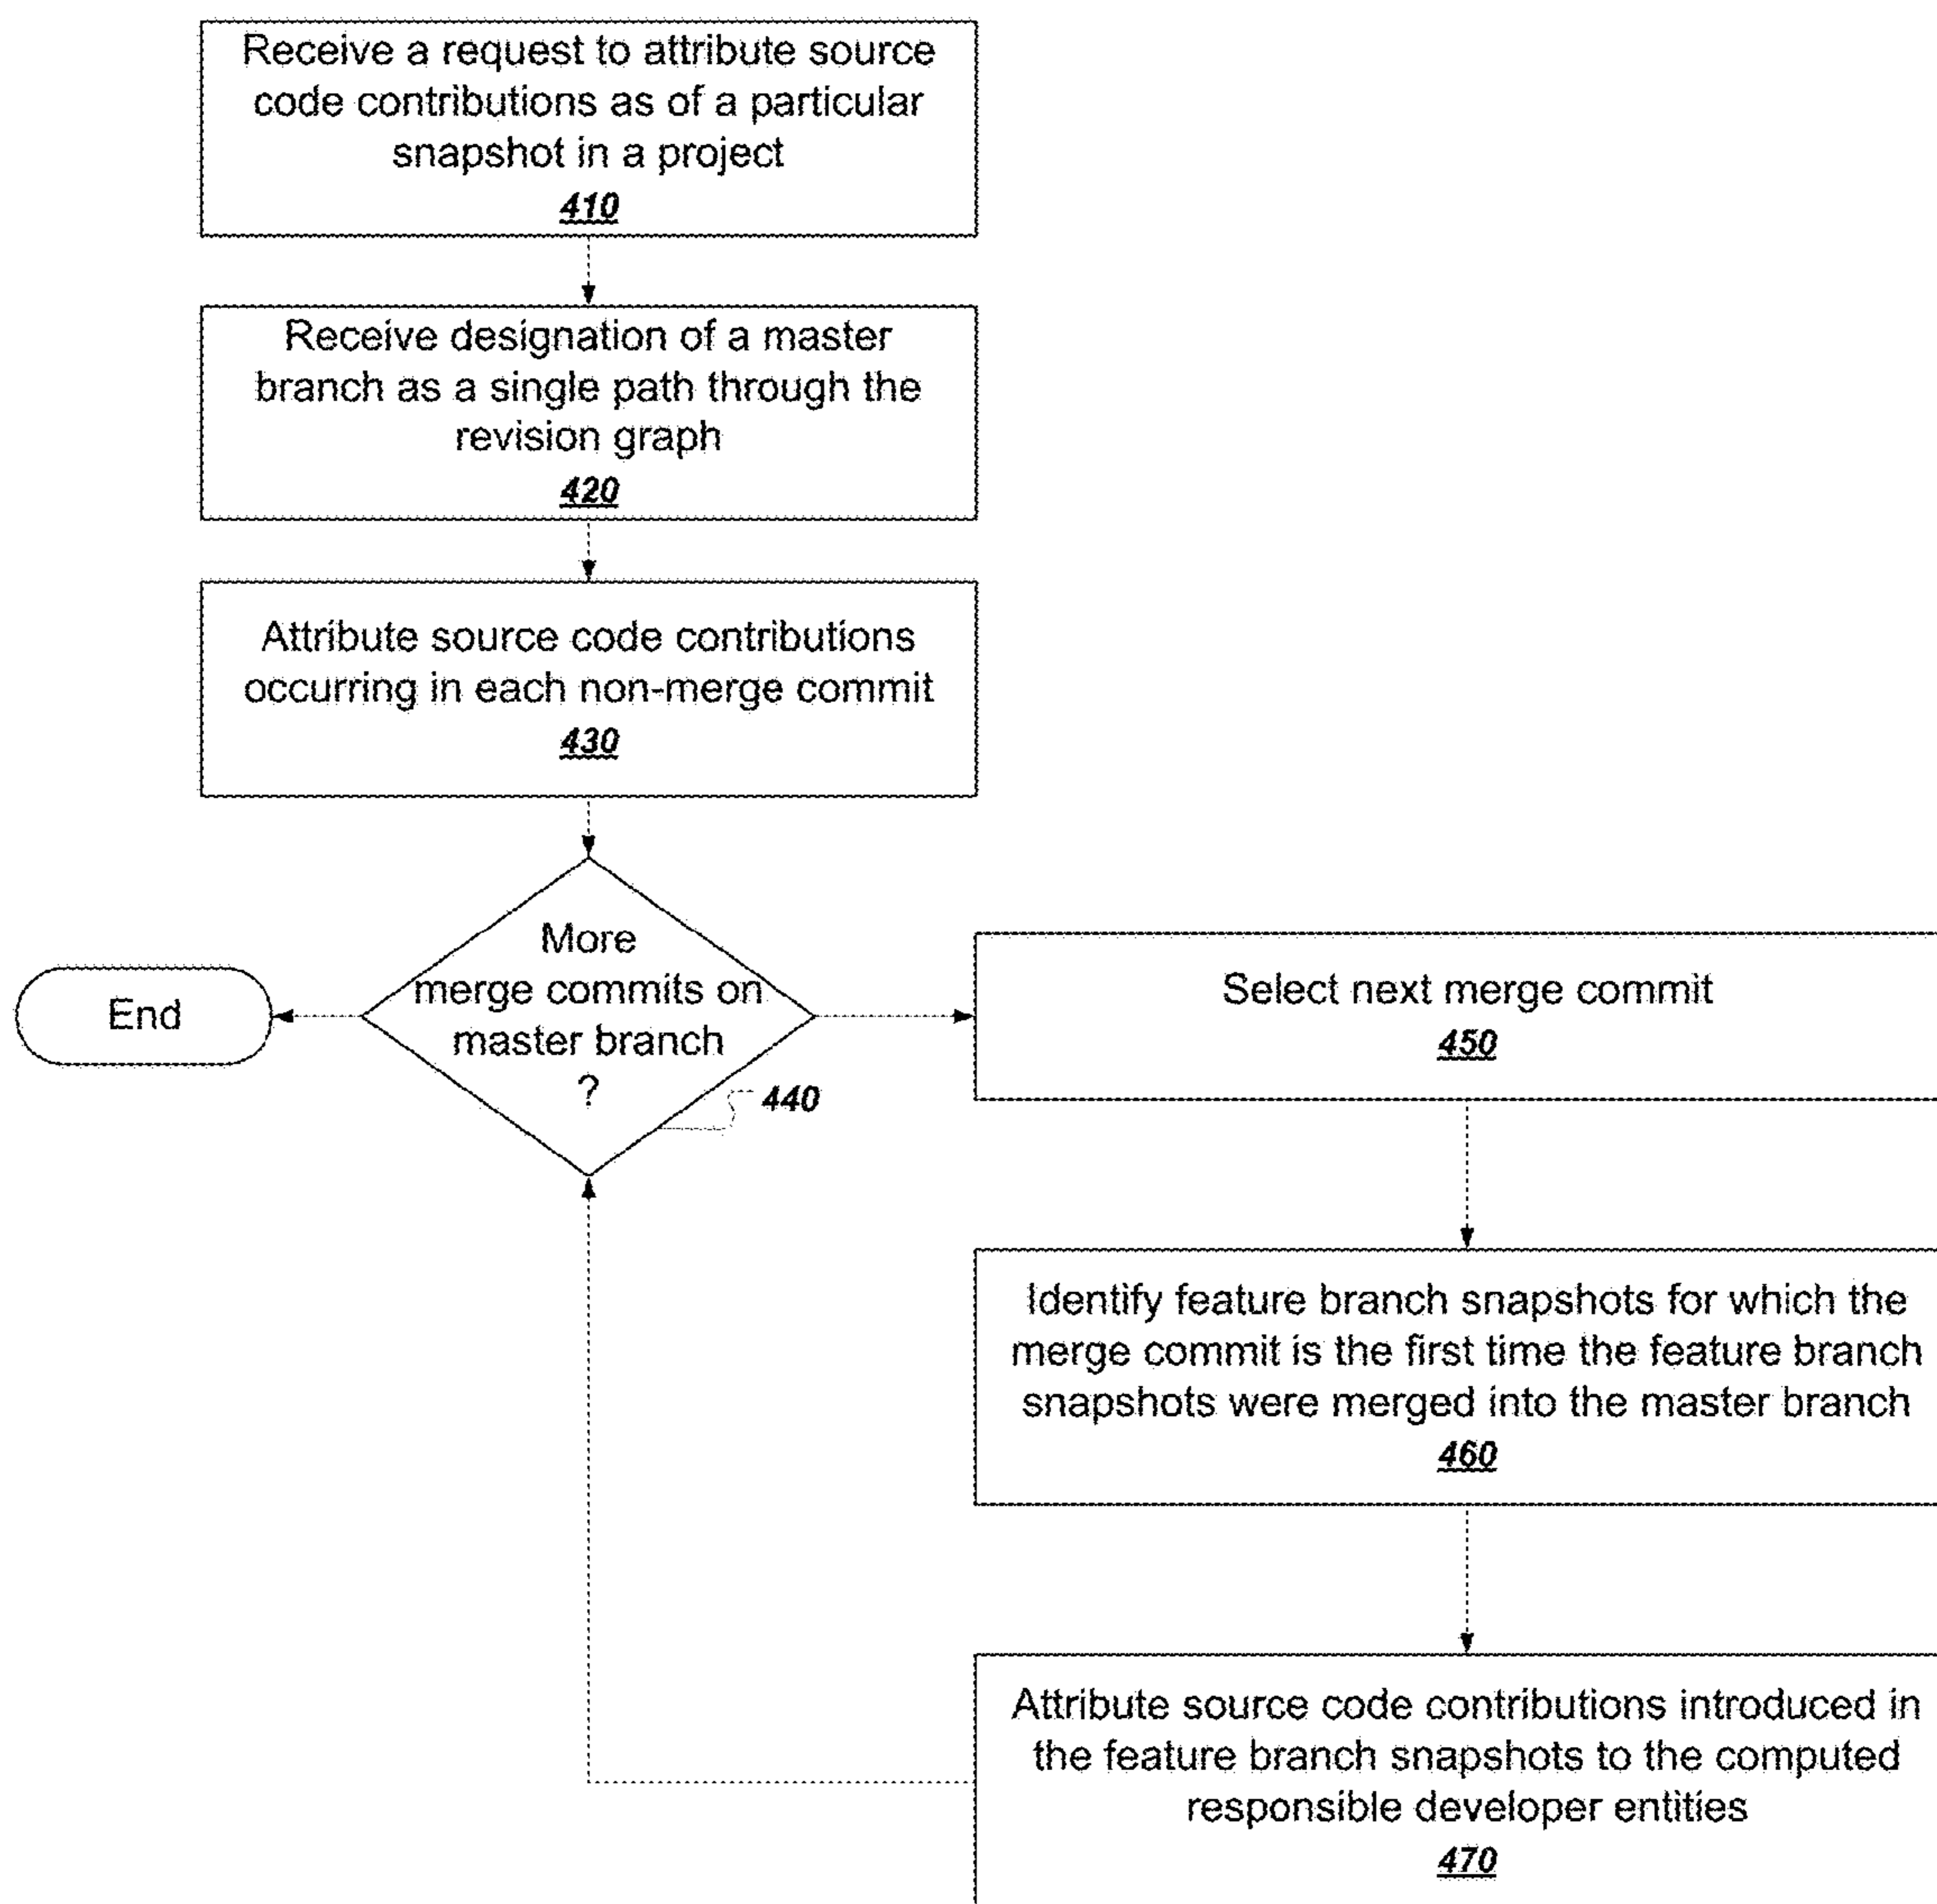 Receive a request to attribute source
code contributions as of a particular
snapshot in a project
410
Receive designation of a master
branch as a single path through the
revision graph
420
Attribute source code contributions
occurring in each non-merge commit
430
More
merge commits on
master branch
?
440
End
Select next merge commit
450
Identify feature branch snapshots for which the
merge commit is the first time the feature branch
snapshots were merged into the master branch
460
Attribute source code contributions introduced in
the feature branch snapshots to the computed
responsible developer entities
470